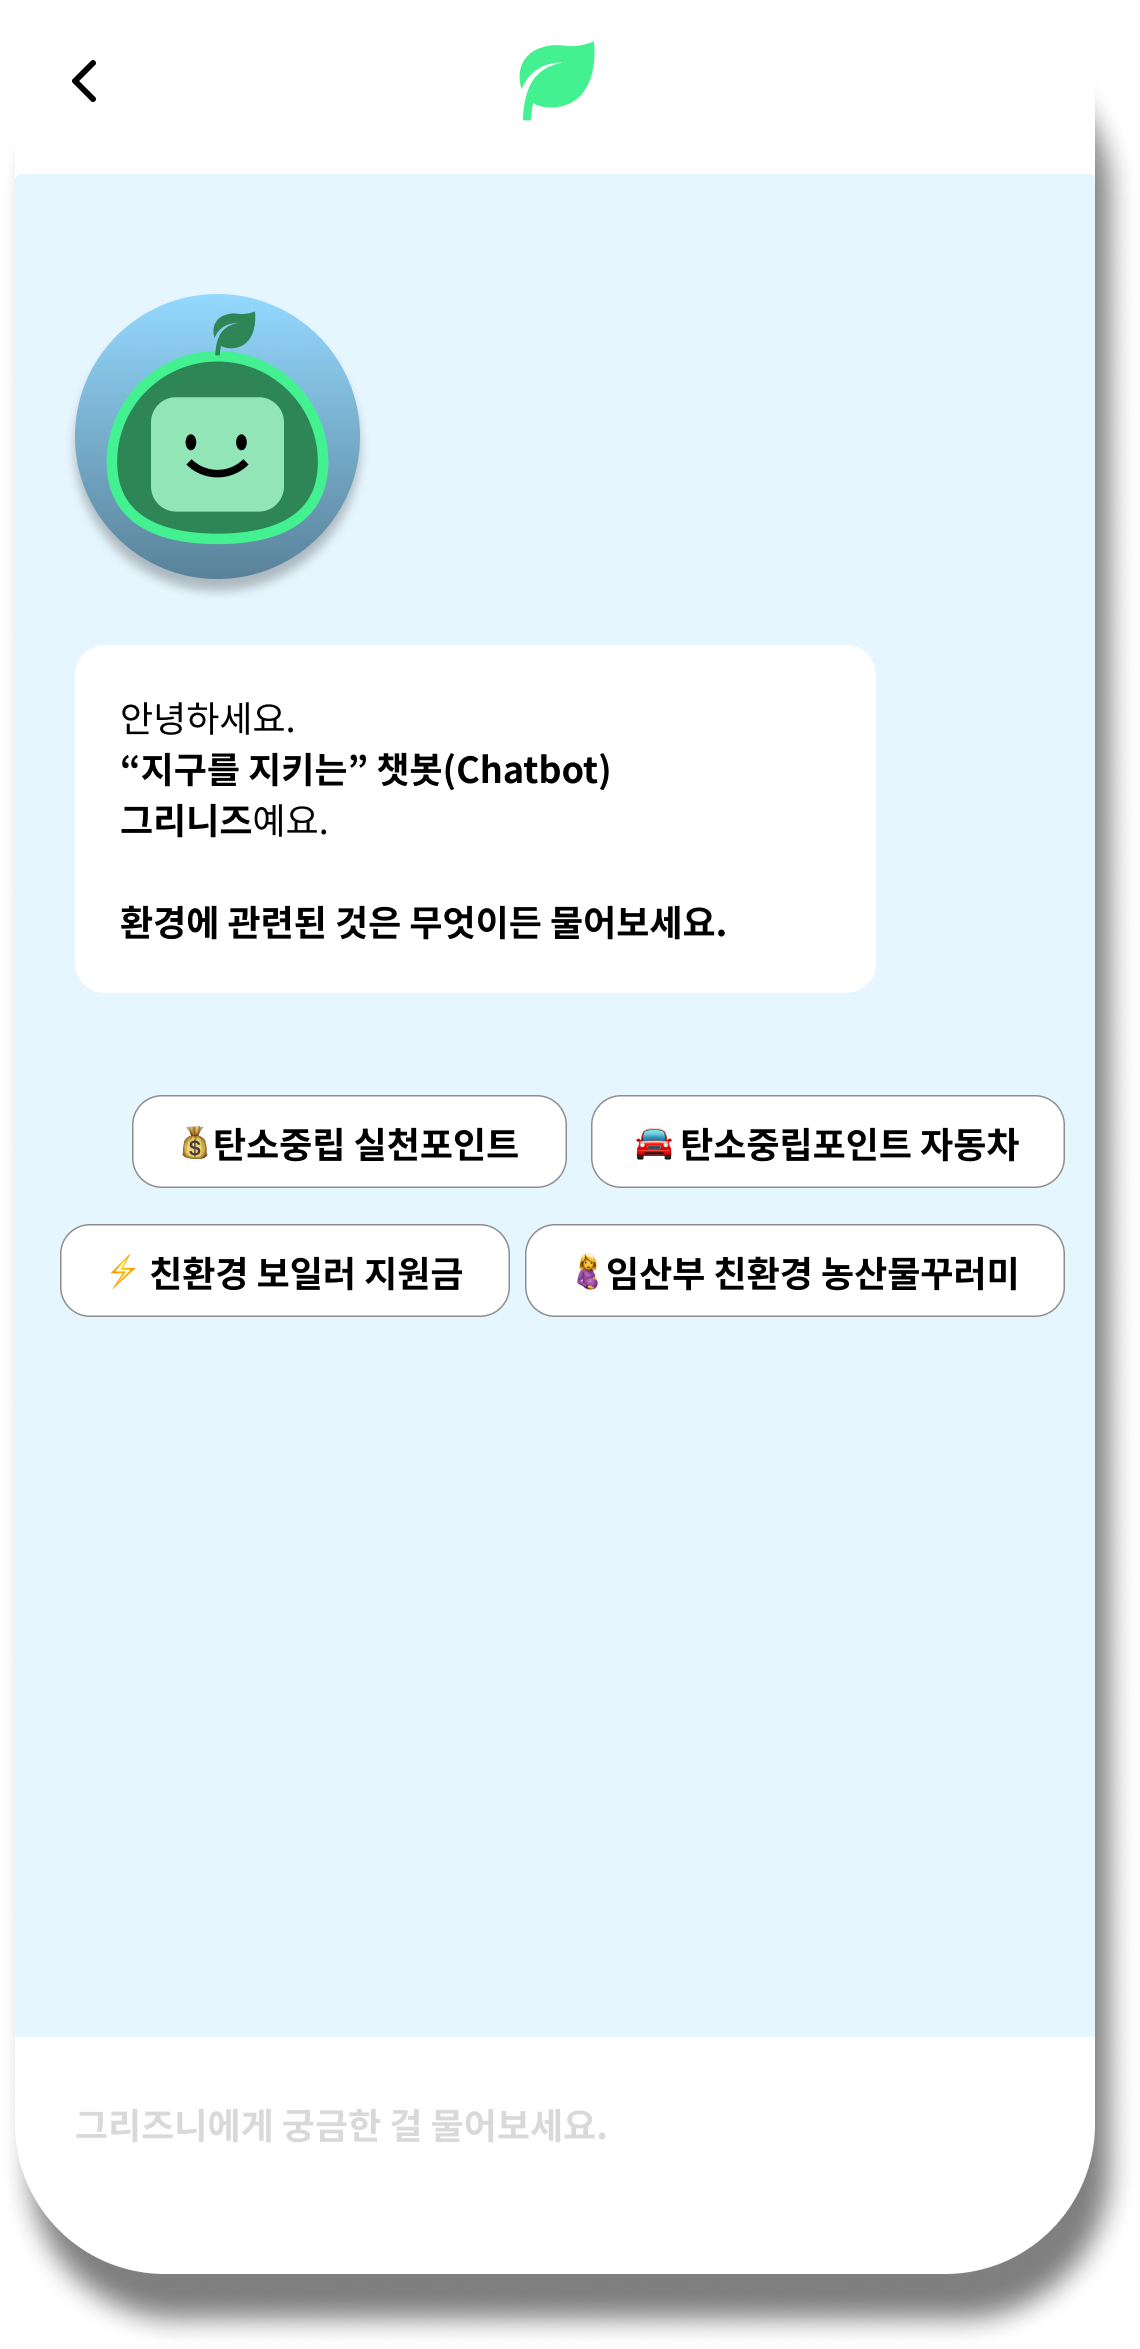 안녕하세요.
“지구를 지키는” 챗봇(Chatbot)
그리니즈예요.
환경에 관련된 것은 무엇이든 물어보세요.
💰탄소중립 실천포인트
🚘 탄소중립포인트 자동차
⚡ 친환경 보일러 지원금
🤰임산부 친환경 농산물꾸러미
그리즈니에게 궁금한 걸 물어보세요.